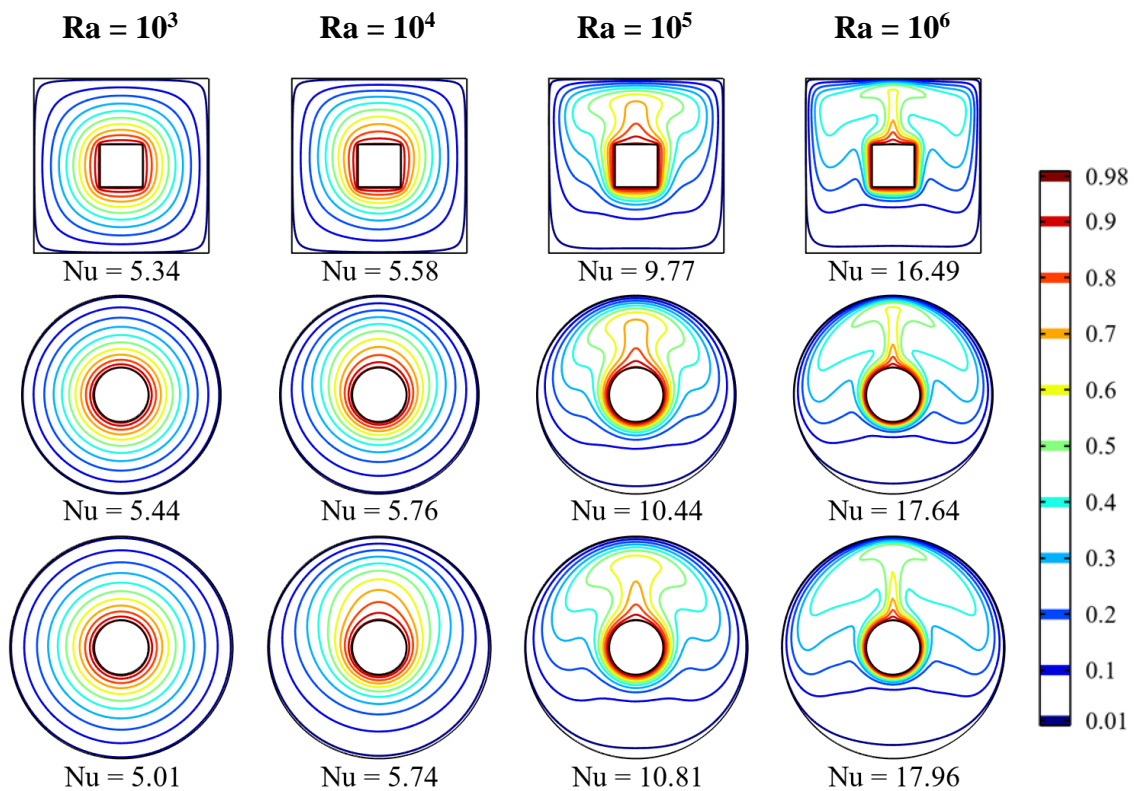 Ra = 10³ Ra = 10⁴ Ra = 10⁵ Ra = 10⁶
Nu = 5.34 Nu = 5.58 Nu = 9.77 Nu = 16.49
Nu = 5.44 Nu = 5.76 Nu = 10.44 Nu = 17.64
Nu = 5.01 Nu = 5.74 Nu = 10.81 Nu = 17.96
0.98
0.9
0.8
0.7
0.6
0.5
0.4
0.3
0.2
0.1
0.01